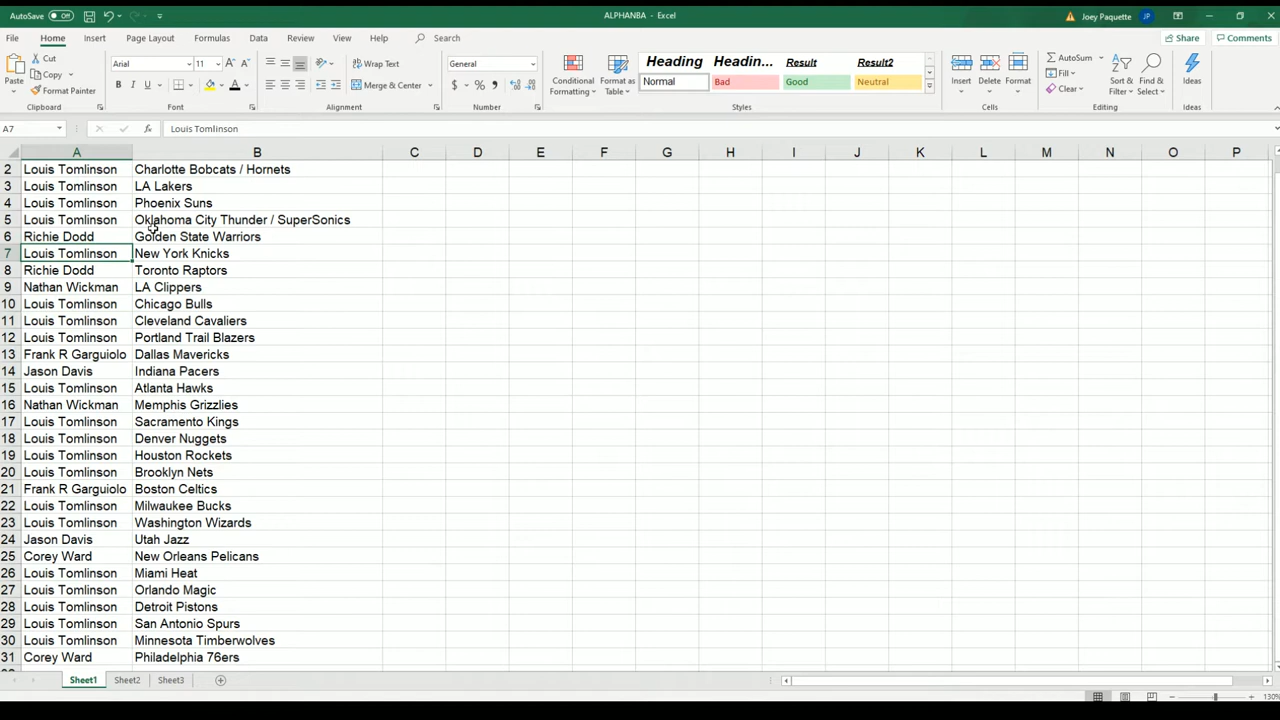 AutoSave Off
ALPHANBA - Excel
Joey Paquette JP
File Home Insert Page Layout Formulas Data Review View Help Search
Share Comments
Paste
Cut
Copy
Format Painter
Clipboard
Arial 11
B I U
Font
Wrap Text
Merge & Center
Alignment
General
$ %
Number
Conditional Formatting
Format as Table
Heading Headin... Result Result2
Normal Bad Good Neutral
Styles
Insert Delete Format
Cells
AutoSum
Fill
Clear
Sort & Filter
Find & Select
Editing
Ideas
Ideas
A7 fx Louis Tomlinson
A B C D E F G H I J K L M N O P
2 Louis Tomlinson Charlotte Bobcats / Hornets
3 Louis Tomlinson LA Lakers
4 Louis Tomlinson Phoenix Suns
5 Louis Tomlinson Oklahoma City Thunder / SuperSonics
6 Richie Dodd Golden State Warriors
7 Louis Tomlinson New York Knicks
8 Richie Dodd Toronto Raptors
9 Nathan Wickman LA Clippers
10 Louis Tomlinson Chicago Bulls
11 Louis Tomlinson Cleveland Cavaliers
12 Louis Tomlinson Portland Trail Blazers
13 Frank R Garguiolo Dallas Mavericks
14 Jason Davis Indiana Pacers
15 Louis Tomlinson Atlanta Hawks
16 Nathan Wickman Memphis Grizzlies
17 Louis Tomlinson Sacramento Kings
18 Louis Tomlinson Denver Nuggets
19 Louis Tomlinson Houston Rockets
20 Louis Tomlinson Brooklyn Nets
21 Frank R Garguiolo Boston Celtics
22 Louis Tomlinson Milwaukee Bucks
23 Louis Tomlinson Washington Wizards
24 Jason Davis Utah Jazz
25 Corey Ward New Orleans Pelicans
26 Louis Tomlinson Miami Heat
27 Louis Tomlinson Orlando Magic
28 Louis Tomlinson Detroit Pistons
29 Louis Tomlinson San Antonio Spurs
30 Louis Tomlinson Minnesota Timberwolves
31 Corey Ward Philadelphia 76ers
Sheet1 Sheet2 Sheet3
130%